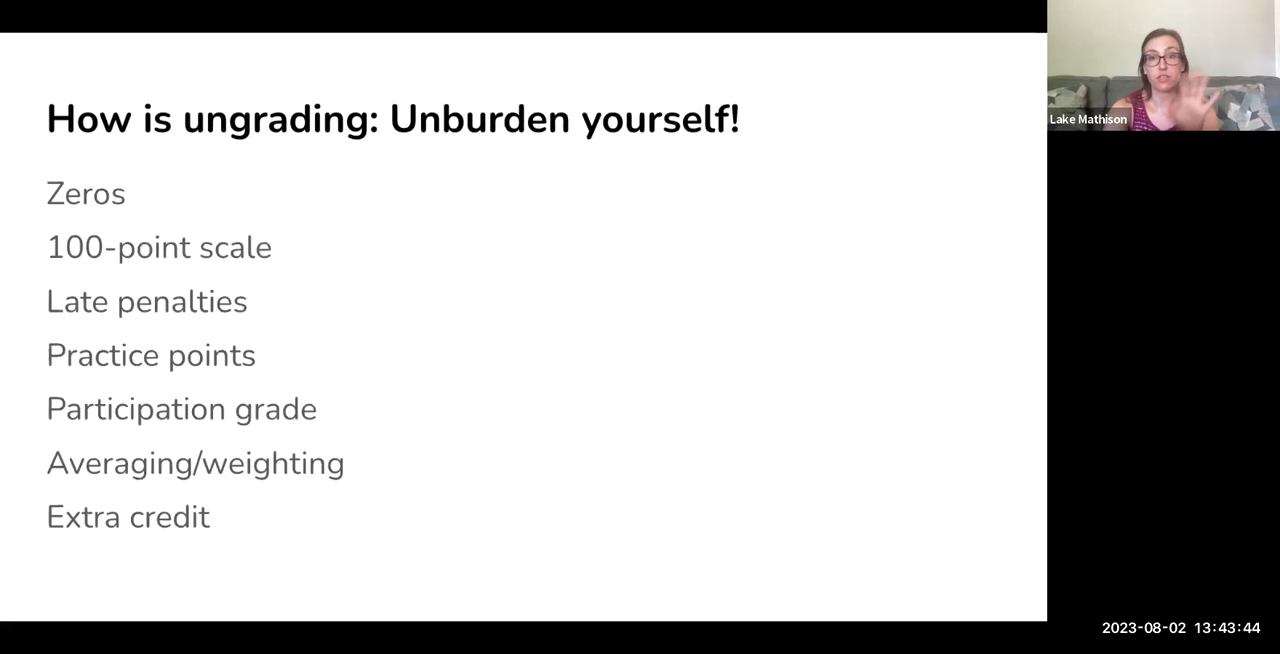 How is ungrading: Unburden yourself!
Zeros
100-point scale
Late penalties
Practice points
Participation grade
Averaging/weighting
Extra credit
Lake Mathison
2023-08-02 13:43:44